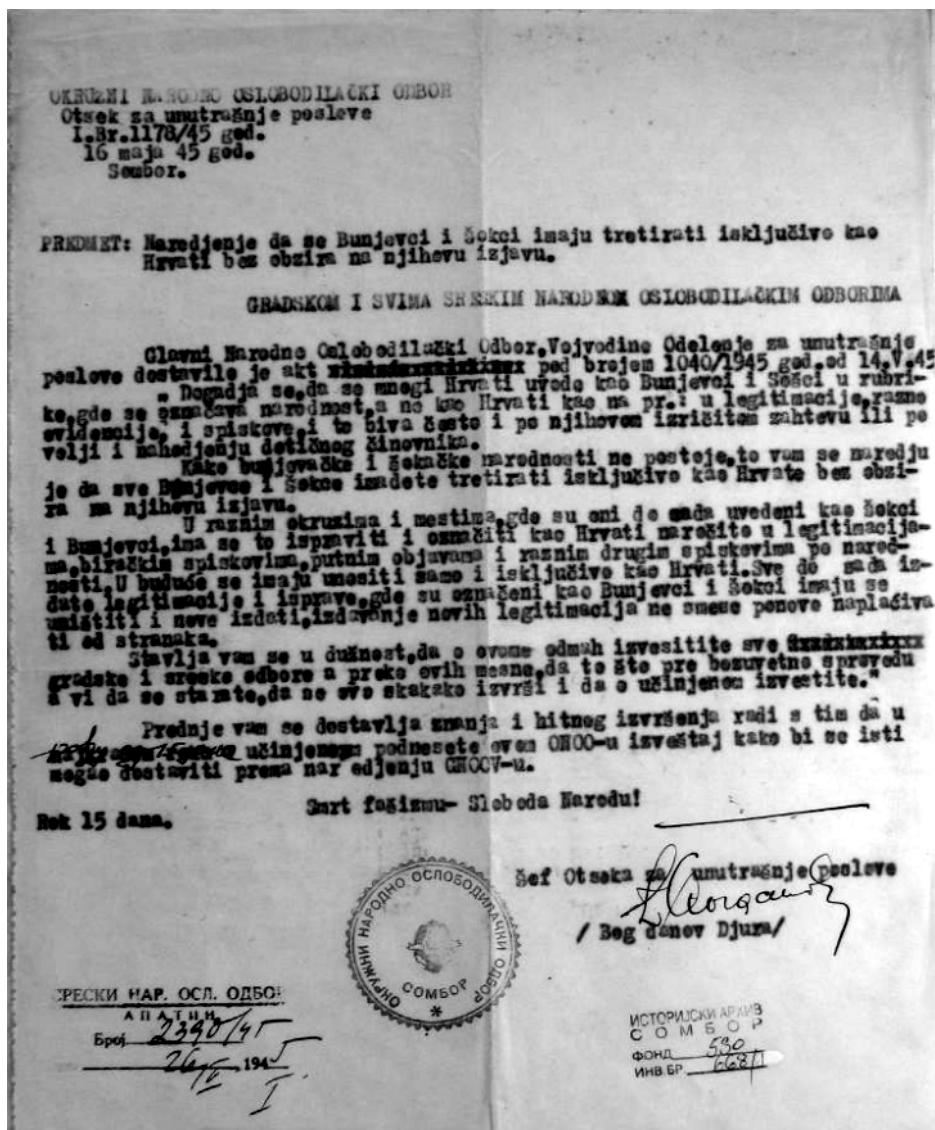 OKRUŽNI NARODNO OSLOBODILAČKI ODBOR
Otsek za unutrašnje poslove
I.Br.1178/45 god.
16 maja 45 god.
Sombor.
PREDMET: Naredjenje da se Bunjevci i Šokci imaju tretirati isključivo kao
Hrvati bez obzira na njihovu izjavu.
GRADSKOM I SVIMA SRESKIM NARODNOM OSLOBODILAČKIM ODBORIMA
Glavni Narodno Oslobodilački Odbor,Vojvodine Odelenje za unutrašnje
poslove dostavilo je akt pod brojem 1040/1945 god.od 14.V.45
„ Dogadja se,da se mnogi Hrvati uvode kao Bunjevci i Šokci u rubri-
ke,gde se označava narodnost,a ne kao Hrvati kao na pr.: u legitimacije,razne
evidencije, i spiskove,i to biva često i po njihovom izričitom zahtevu ili po
volji i nahodjenju dotičnog činovnika.
Kako bunjevačke i šokačke narodnosti ne postoje,to vam se naredju
je da sve Bunjevce i Šokce imadete tretirati isključivo kao Hrvate bez obzi-
ra na njihovu izjavu.
U raznim okruzima i mestima,gde su oni do sada uvedeni kao Šokci
i Bunjevci,ima se to ispraviti i označiti kao Hrvati naročito u legitimacija-
ma,biračkim spiskovima,putnim objavama i raznim drugim spiskovima po narod-
nosti.U buduće se imaju unositi samo i isključivo kao Hrvati.Sve do sada iz-
date legitimacije i isprave,gde su označeni kao Bunjevci i Šokci imaju se
uništiti i nove izdati,izdavanje novih legitimacija ne smese ponovo naplaćiva
ti od stranaka.
Stavlja vam se u dužnost,da o ovome odmah izvesitite sve
gradske i sreske odbore a preko ovih mesne,da to što pre bezuvetno sprovedu
a vi da se starate,da se ovo skakako izvrši i da o učinjenom izvestite."
Prednje vam se dostavlja znanja i hitnog izvršenja radi s tim da u
učinjenom podnesete ovom ONOO-u izveštaj kako bi se isti
mogao dostaviti prema nar edjenju GNOOV-u.
Smrt fašizmu- Sloboda Narodu!
Rok 15 dana.
Šef Otseka za unutrašnje poslove
/ Bog danov Djura/
ОКРУЖНИ НАРОДНО ОСЛОБОДИЛАЧКИ ОДБОР
СОМБОР
СРЕСКИ НАР. ОСЛ. ОДБОР
АПАТИН
Број 2390/45
26/V 1945
I
ИСТОРИЈСКИ АРХИВ
СОМБОР
ФОНД 590
ИНВ.БР. 668/1